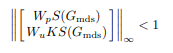 ‖[W_p S(G_mds)
W_u K S(G_mds)]‖_∞ < 1